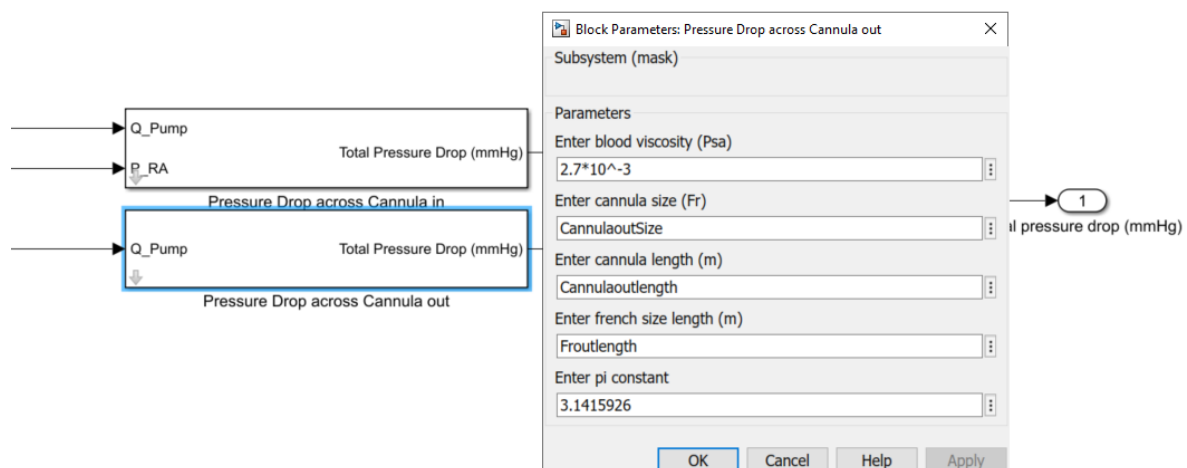 Block Parameters: Pressure Drop across Cannula out
Subsystem (mask)
Parameters
Enter blood viscosity (Psa)
2.7*10^-3
Enter cannula size (Fr)
CannulaoutSize
Enter cannula length (m)
Cannulaoutlength
Enter french size length (m)
Froutlength
Enter pi constant
3.1415926
OK Cancel Help Apply
Q_Pump
P_RA
Total Pressure Drop (mmHg)
Pressure Drop across Cannula in
Q_Pump
Total Pressure Drop (mmHg)
Pressure Drop across Cannula out
1
al pressure drop (mmHg)